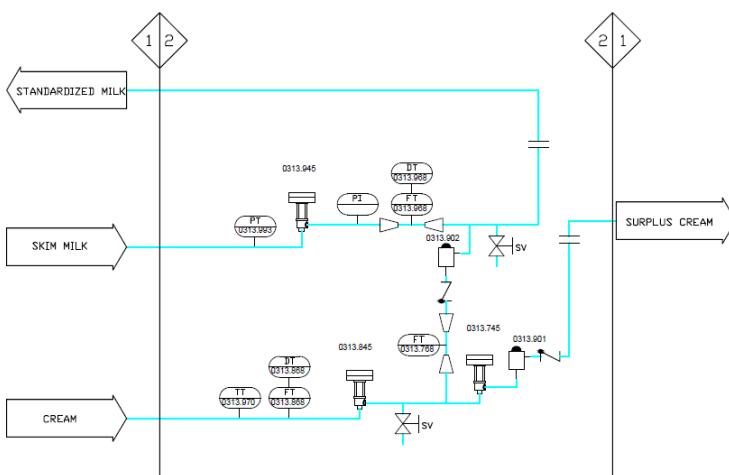 1 2
2 1
STANDARDIZED MILK
0313.945
DT
0313.968
PT
0313.993
PI
FT
0313.968
SKIM MILK
SURPLUS CREAM
0313.902
SV
0313.745
0313.901
0313.845
FT
0313.768
DT
0313.868
TT
0313.970
FT
0313.868
CREAM
SV